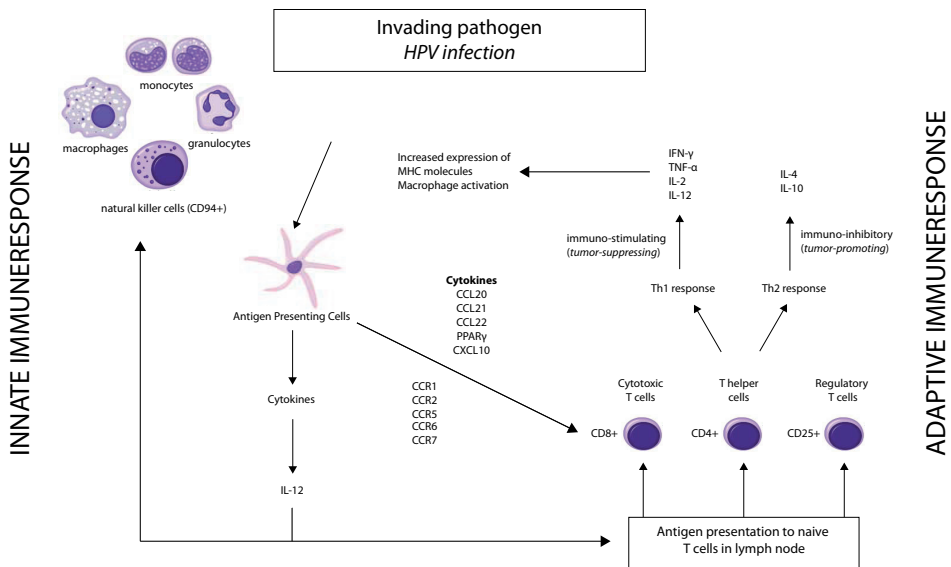 Invading pathogen
HPV infection
monocytes
macrophages
granulocytes
natural killer cells (CD94+)
INNATE IMMUNERESPONSE
ADAPTIVE IMMUNERESPONSE
Increased expression of
MHC molecules
Macrophage activation
IFN-γ
TNF-α
IL-2
IL-12
IL-4
IL-10
immuno-stimulating
(tumor-suppressing)
immuno-inhibitory
(tumor-promoting)
Th1 response
Th2 response
Antigen Presenting Cells
Cytokines
CCL20
CCL21
CCL22
PPARγ
CXCL10
CCR1
CCR2
CCR5
CCR6
CCR7
Cytokines
IL-12
Cytotoxic
T cells
T helper
cells
Regulatory
T cells
CD8+
CD4+
CD25+
Antigen presentation to naive
T cells in lymph node